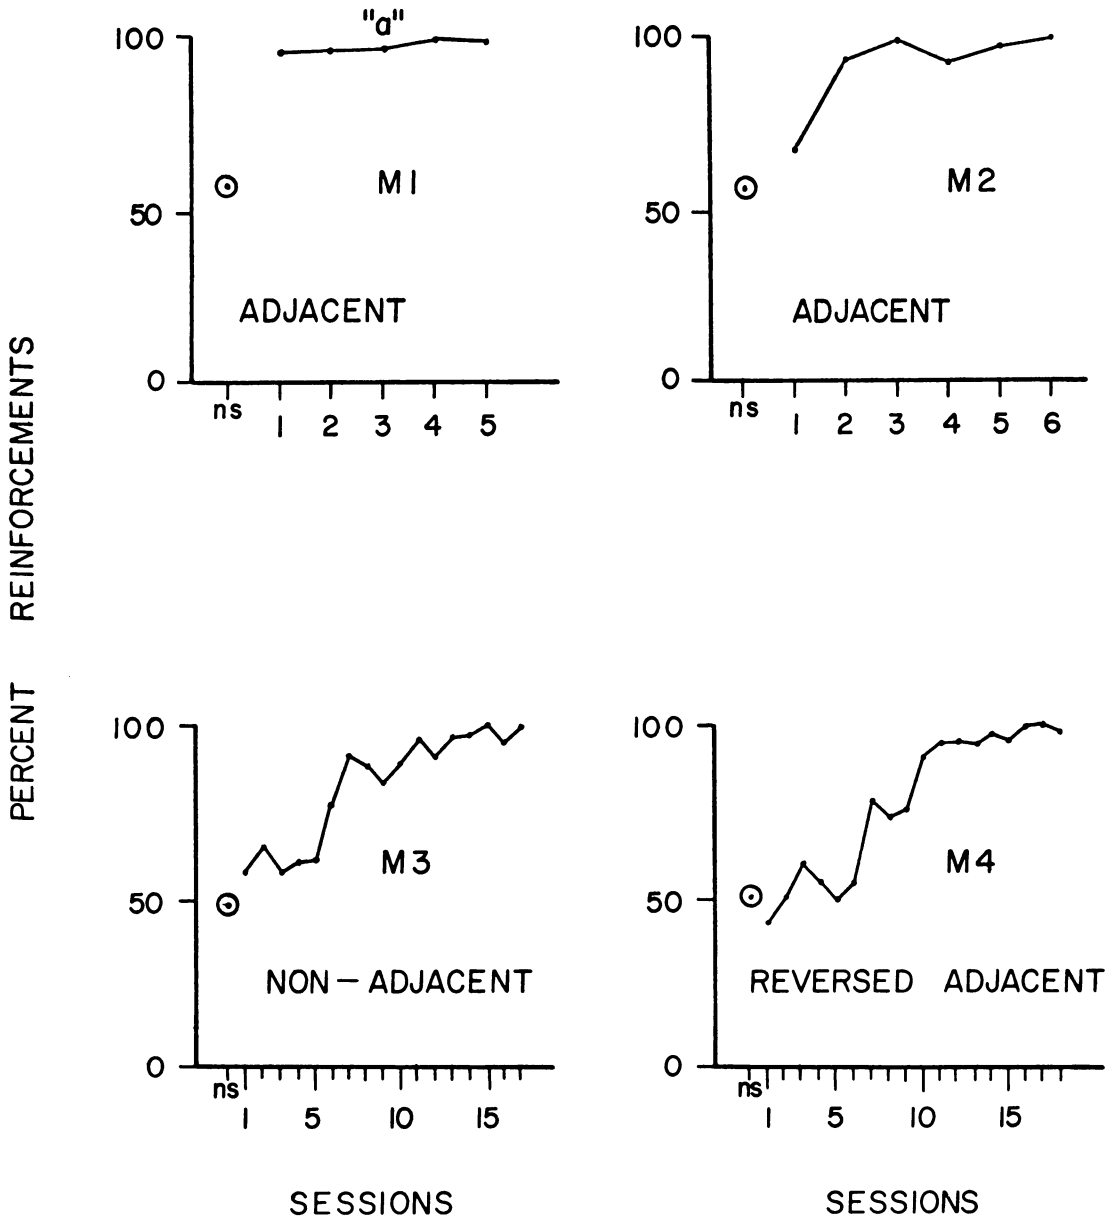 "a"
100
50
0
M1
ADJACENT
ns
1 2 3 4 5
100
50
0
M2
ADJACENT
ns
1 2 3 4 5 6
PERCENT REINFORCEMENTS
100
50
0
M3
NON-ADJACENT
ns
1 5 10 15
SESSIONS
100
50
0
M4
REVERSED ADJACENT
ns
1 5 10 15
SESSIONS